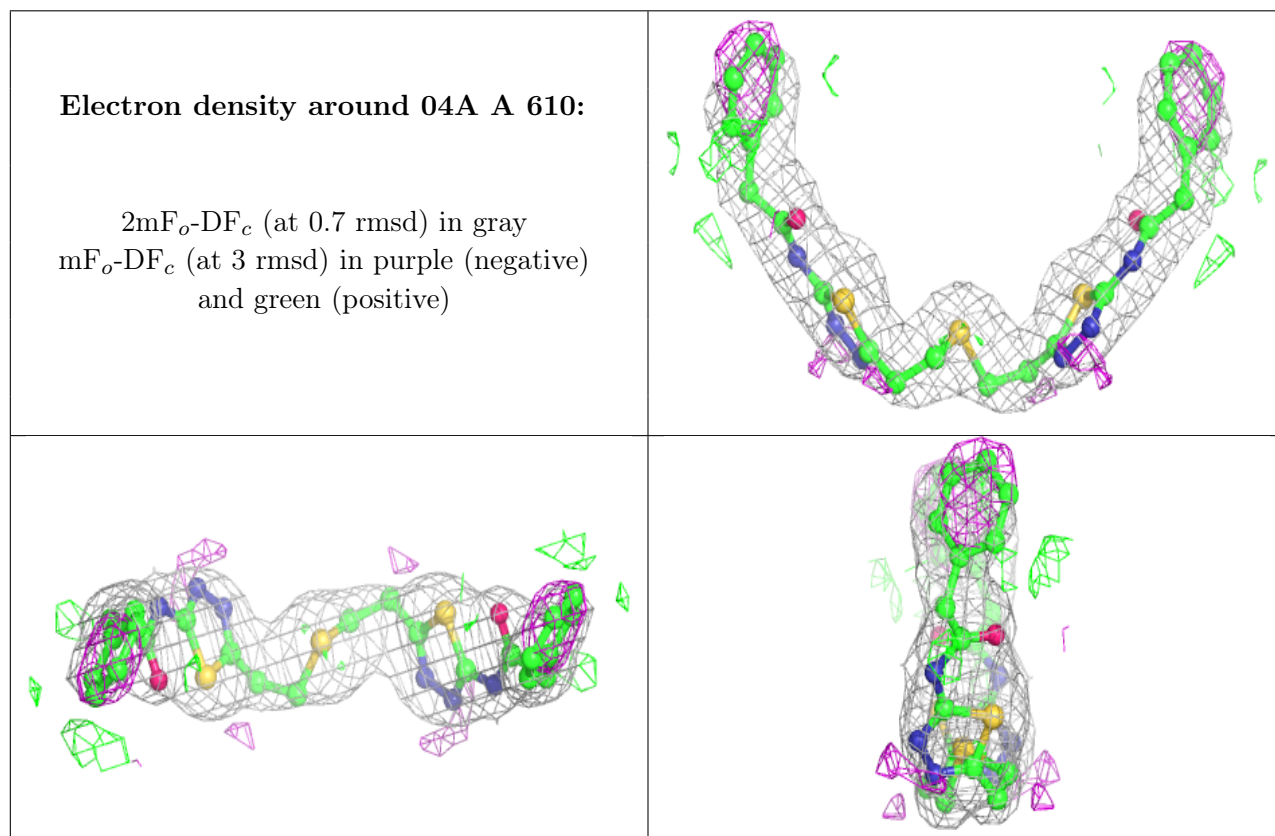 Electron density around 04A A 610:
2mFo-DFc (at 0.7 rmsd) in gray
mFo-DFc (at 3 rmsd) in purple (negative)
and green (positive)